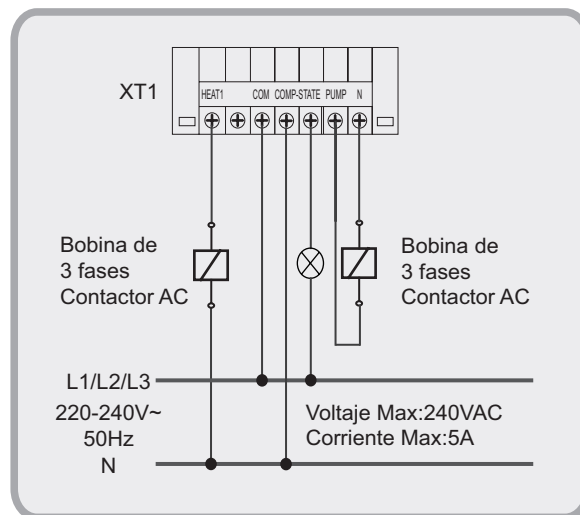 XT1
HEAT1 COM COMP-STATE PUMP N
Bobina de
3 fases
Contactor AC
Bobina de
3 fases
Contactor AC
L1/L2/L3
220-240V~
50Hz
N
Voltaje Max:240VAC
Corriente Max:5A